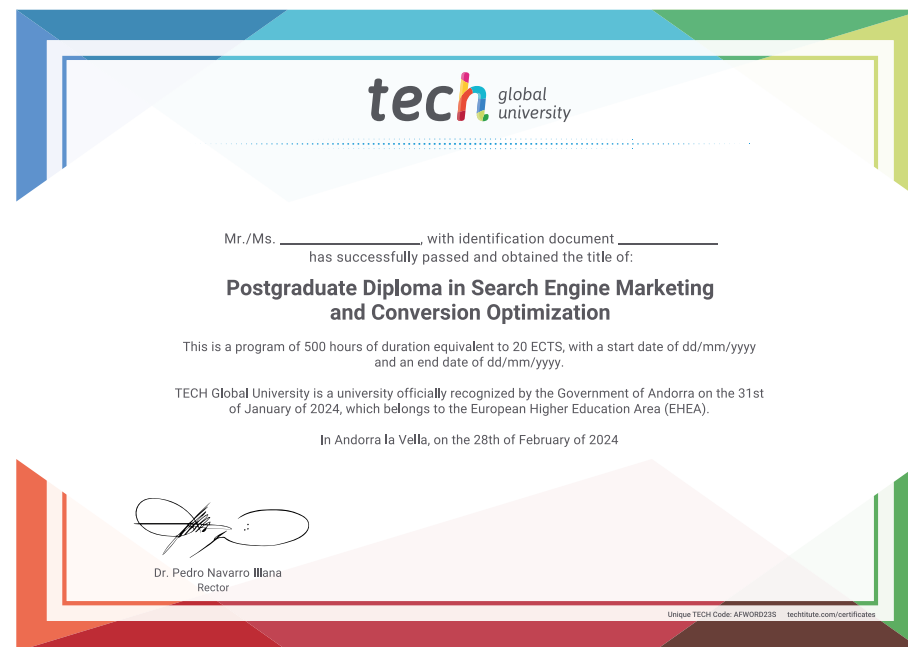 tech global university
Mr./Ms. ____________, with identification document ____________
has successfully passed and obtained the title of:
Postgraduate Diploma in Search Engine Marketing
and Conversion Optimization
This is a program of 500 hours of duration equivalent to 20 ECTS, with a start date of dd/mm/yyyy
and an end date of dd/mm/yyyy.
TECH Global University is a university officially recognized by the Government of Andorra on the 31st
of January of 2024, which belongs to the European Higher Education Area (EHEA).
In Andorra la Vella, on the 28th of February of 2024
Dr. Pedro Navarro Illana
Rector
Unique TECH Code: AFWORD23S techtitute.com/certificates